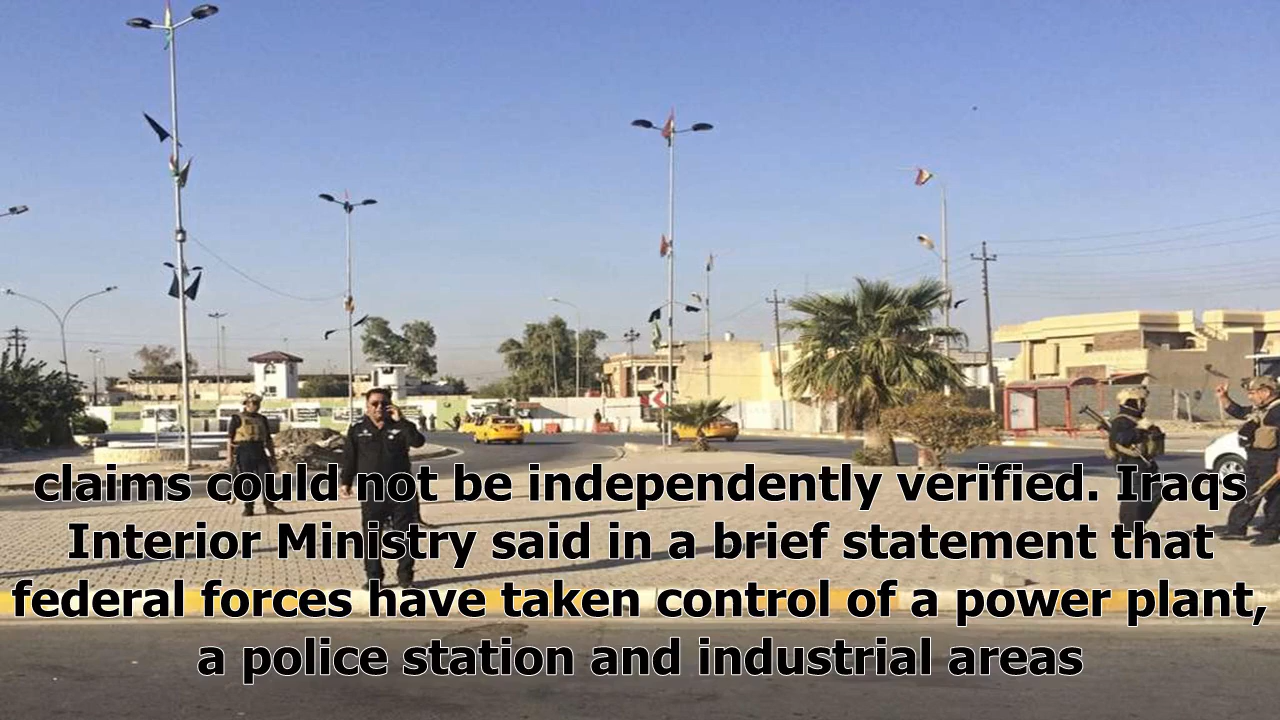 claims could not be independently verified. Iraqs
Interior Ministry said in a brief statement that
federal forces have taken control of a power plant,
a police station and industrial areas